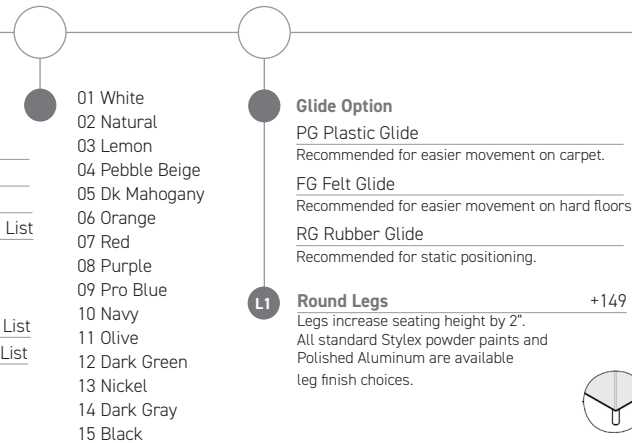 List
List
List
01 White
02 Natural
03 Lemon
04 Pebble Beige
05 Dk Mahogany
06 Orange
07 Red
08 Purple
09 Pro Blue
10 Navy
11 Olive
12 Dark Green
13 Nickel
14 Dark Gray
15 Black
Glide Option
PG Plastic Glide
Recommended for easier movement on carpet.
FG Felt Glide
Recommended for easier movement on hard floors
RG Rubber Glide
Recommended for static positioning.
L1 Round Legs +149
Legs increase seating height by 2".
All standard Stylex powder paints and
Polished Aluminum are available
leg finish choices.